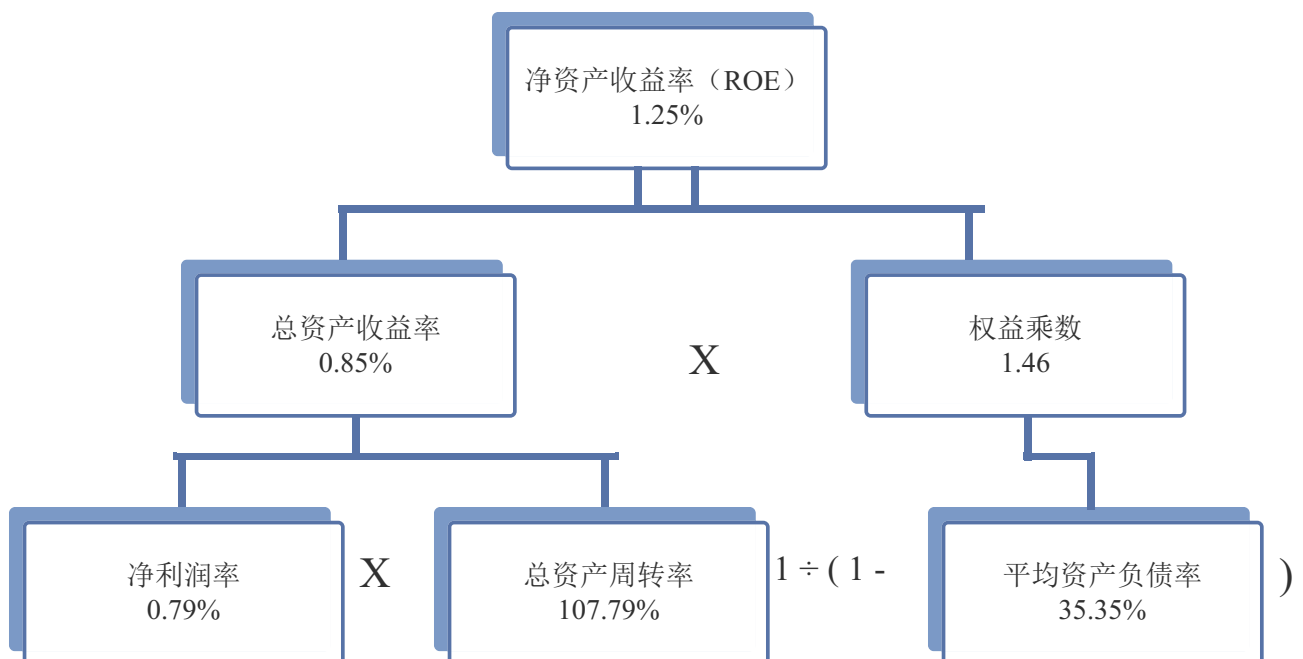 净资产收益率（ROE）
1.25%
总资产收益率
0.85%
X
权益乘数
1.46
净利润率
0.79%
X
总资产周转率
107.79%
1 ÷ ( 1 -
平均资产负债率
35.35%
)